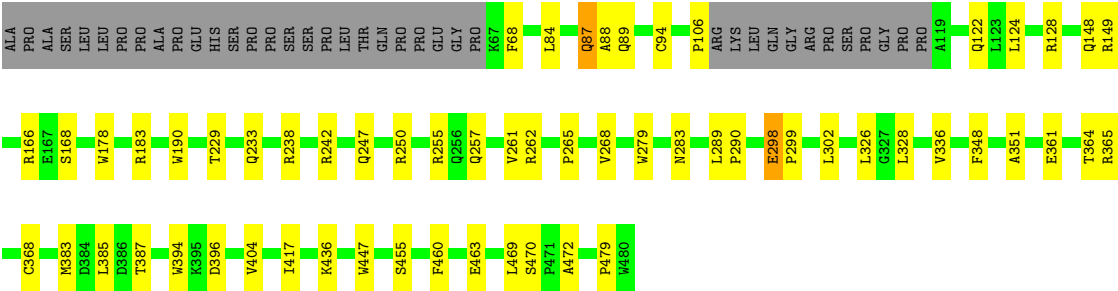 ALA PRO ALA SER LEU LEU PRO PRO ALA PRO GLU HIS SER PRO PRO SER SER PRO LEU THR GLN PRO PRO GLU GLY PRO K67 F68 L84 Q87 A88 Q89 C94 P106 ARG LYS LEU GLN GLY ARG PRO SER PRO GLY PRO PRO A119 Q122 L123 L124 R128 Q148 R149
R166 E167 S168 W178 R183 W190 T229 Q233 R238 R242 Q247 R250 R255 Q256 Q257 V261 R262 P265 V268 W279 N283 L289 P290 E298 P299 L302 L326 G327 L328 V336 F348 A351 E361 T364 R365
C368 M383 D384 L385 D386 T387 W394 K395 D396 V404 I417 K436 W447 S455 F460 E463 L469 S470 P471 A472 P479 W480